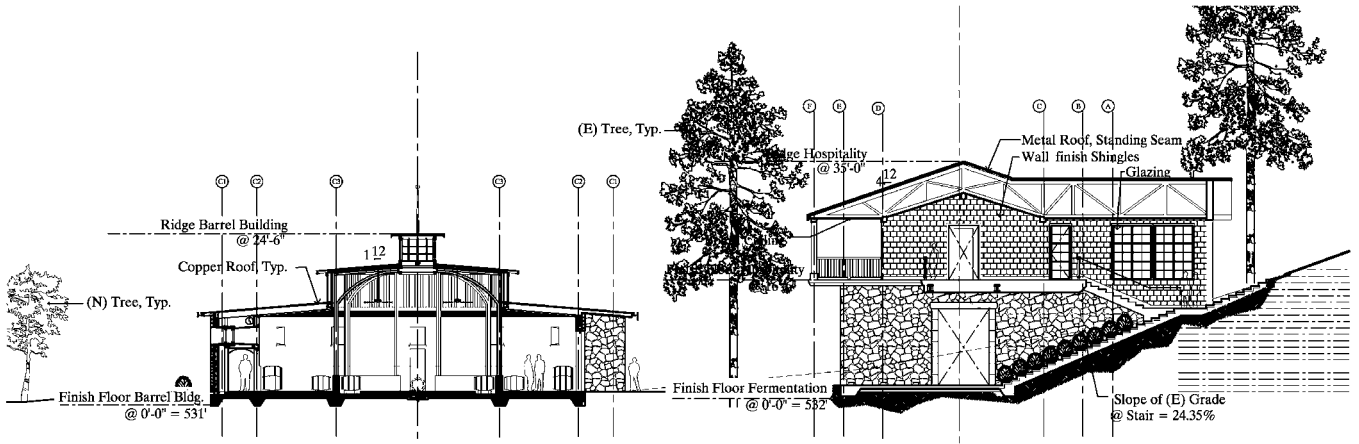 F E D C B A
(E) Tree, Typ.
Metal Roof, Standing Seam
Hospitality
@ 35'-0"
Wall finish Shingles
Glazing
4 12
C1 C2 C3 C3 C2 C1
Ridge Barrel Building
@ 24'-6"
1 12
Copper Roof, Typ.
(N) Tree, Typ.
Finish Floor Barrel Bldg.
@ 0'-0" = 531'
Finish Floor Fermentation
@ 0'-0" = 532'
Slope of (E) Grade
@ Stair = 24.35%